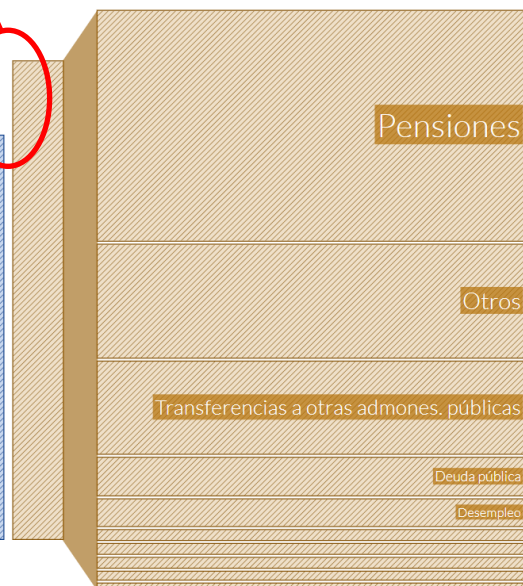 Pensiones
Otros
Transferencias a otras admones. públicas
Deuda pública
Desempleo